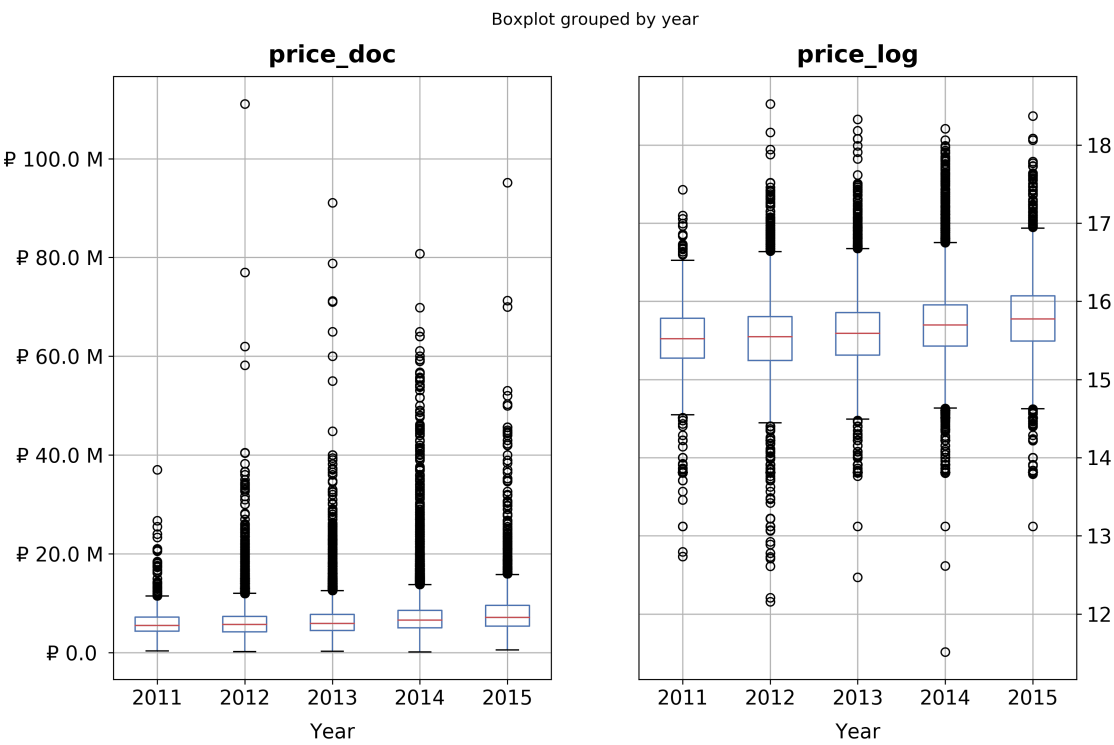 Boxplot grouped by year
price_doc
price_log
₽ 100.0 M
₽ 80.0 M
₽ 60.0 M
₽ 40.0 M
₽ 20.0 M
₽ 0.0
18
17
16
15
14
13
12
2011 2012 2013 2014 2015
2011 2012 2013 2014 2015
Year
Year